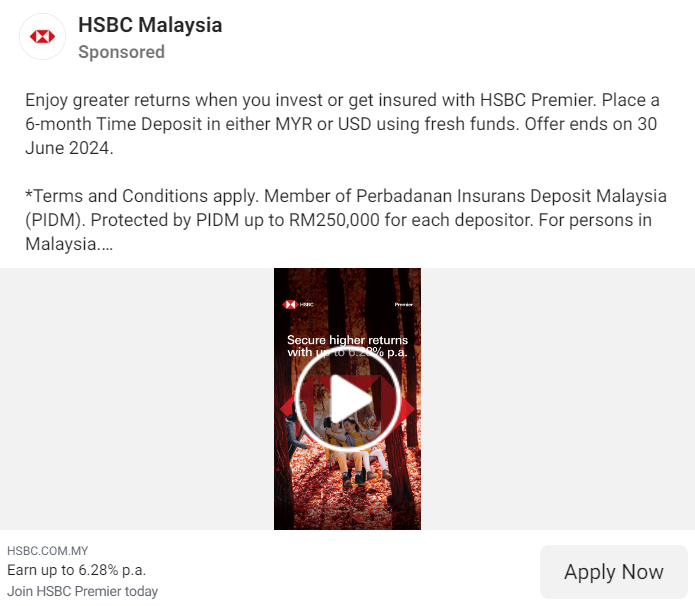 HSBC Malaysia
Sponsored
Enjoy greater returns when you invest or get insured with HSBC Premier. Place a
6-month Time Deposit in either MYR or USD using fresh funds. Offer ends on 30
June 2024.
*Terms and Conditions apply. Member of Perbadanan Insurans Deposit Malaysia
(PIDM). Protected by PIDM up to RM250,000 for each depositor. For persons in
Malaysia....
HSBC
Premier
Secure higher returns
with up to 6.28% p.a.
HSBC.COM.MY
Earn up to 6.28% p.a.
Join HSBC Premier today
Apply Now